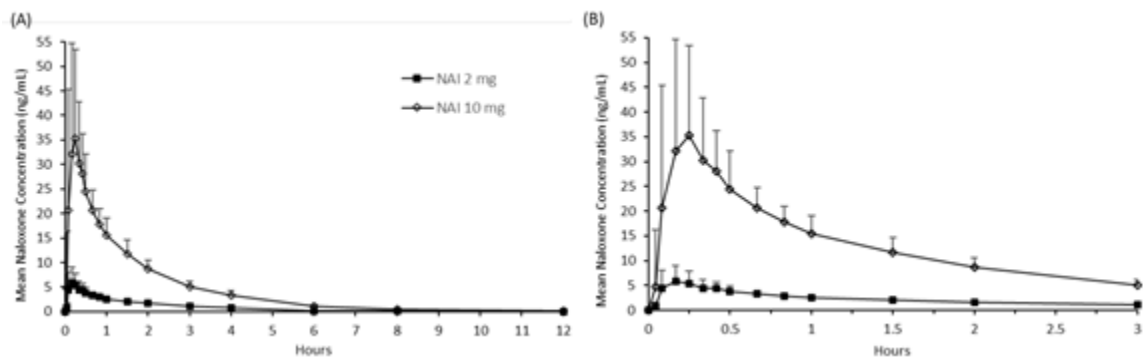 (A)
Mean Naloxone Concentration (ng/mL)
55
50
45
40
35
30
25
20
15
10
5
0
NAI 2 mg
NAI 10 mg
0 1 2 3 4 5 6 7 8 9 10 11 12
Hours
(B)
Mean Naloxone Concentration (ng/mL)
55
50
45
40
35
30
25
20
15
10
5
0
0 0.5 1 1.5 2 2.5 3
Hours